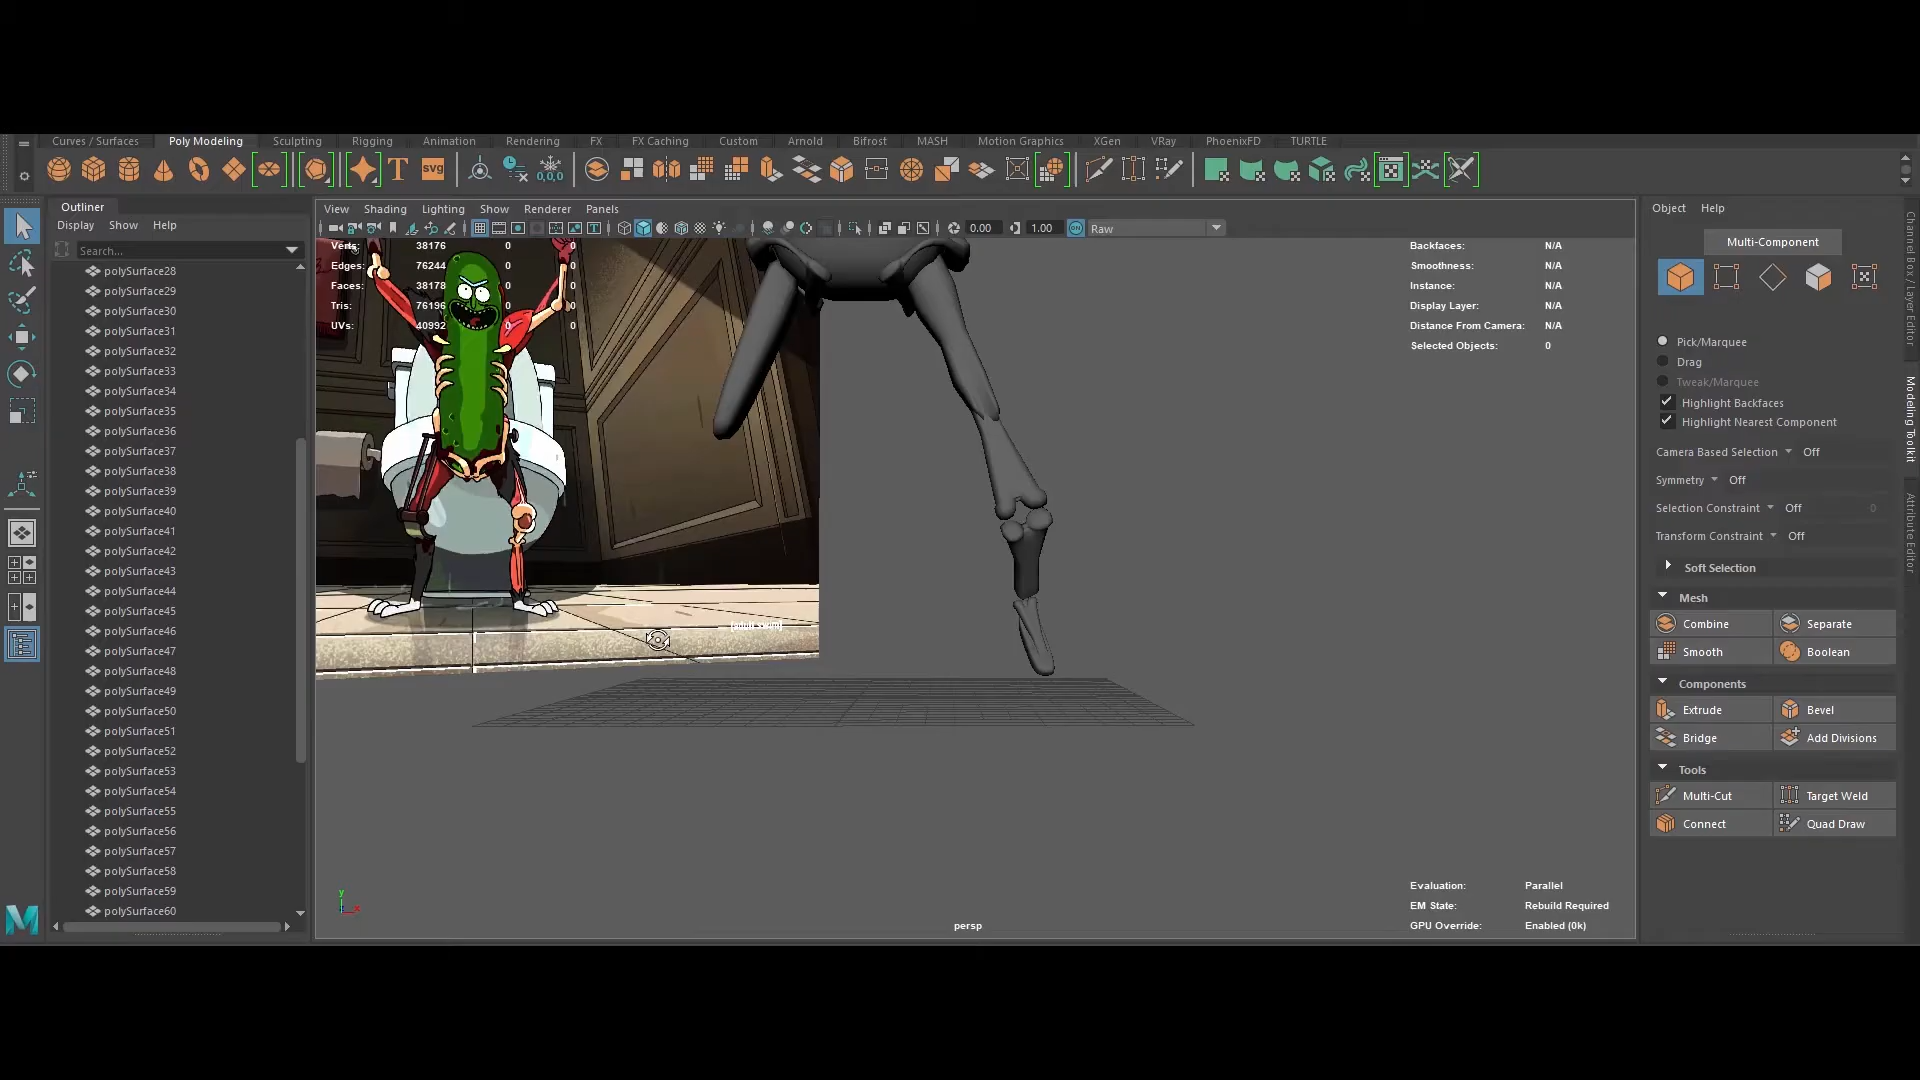 Curves / Surfaces Poly Modeling Sculpting Rigging Animation Rendering FX FX Caching Custom Arnold Bifrost MASH Motion Graphics XGen VRay PhoenixFD TURTLE
T svg 0,0,0
Outliner
Display Show Help
Search...
polySurface28
polySurface29
polySurface30
polySurface31
polySurface32
polySurface33
polySurface34
polySurface35
polySurface36
polySurface37
polySurface38
polySurface39
polySurface40
polySurface41
polySurface42
polySurface43
polySurface44
polySurface45
polySurface46
polySurface47
polySurface48
polySurface49
polySurface50
polySurface51
polySurface52
polySurface53
polySurface54
polySurface55
polySurface56
polySurface57
polySurface58
polySurface59
polySurface60
View Shading Lighting Show Renderer Panels
0.00 1.00 ON Raw
Verts: 38176 0 0
Edges: 76244 0 0
Faces: 38178 0 0
Tris: 76196 0 0
UVs: 40992 0 0
Backfaces: N/A
Smoothness: N/A
Instance: N/A
Display Layer: N/A
Distance From Camera: N/A
Selected Objects: 0
[adult swim]
y
x
persp
Evaluation: Parallel
EM State: Rebuild Required
GPU Override: Enabled (0k)
Object Help
Multi-Component
Pick/Marquee
Drag
Tweak/Marquee
Highlight Backfaces
Highlight Nearest Component
Camera Based Selection Off
Symmetry Off
Selection Constraint Off 0
Transform Constraint Off
Soft Selection
Mesh
Combine Separate
Smooth Boolean
Components
Extrude Bevel
Bridge Add Divisions
Tools
Multi-Cut Target Weld
Connect Quad Draw
Channel Box / Layer Editor
Modeling Toolkit
Attribute Editor
M